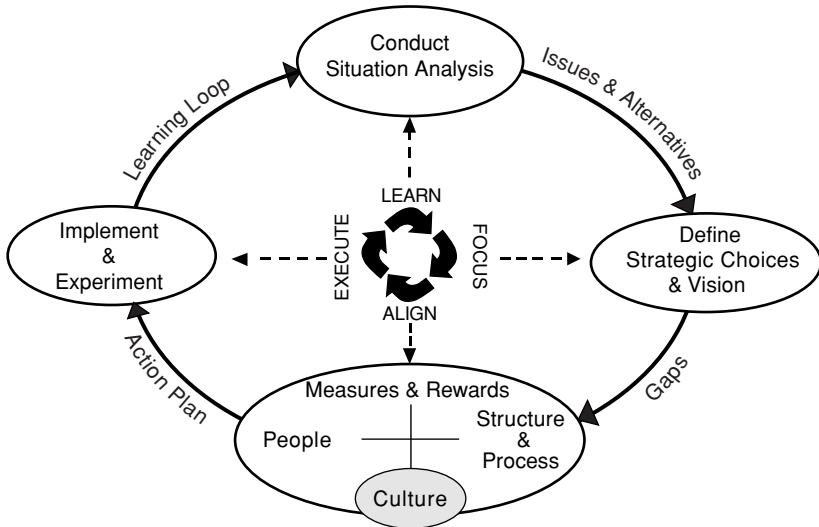 Conduct
Situation Analysis
Issues & Alternatives
Learning Loop
LEARN
EXECUTE
FOCUS
ALIGN
Implement
&
Experiment
Define
Strategic Choices
& Vision
Action Plan
Gaps
Measures & Rewards
People
Structure
&
Process
Culture